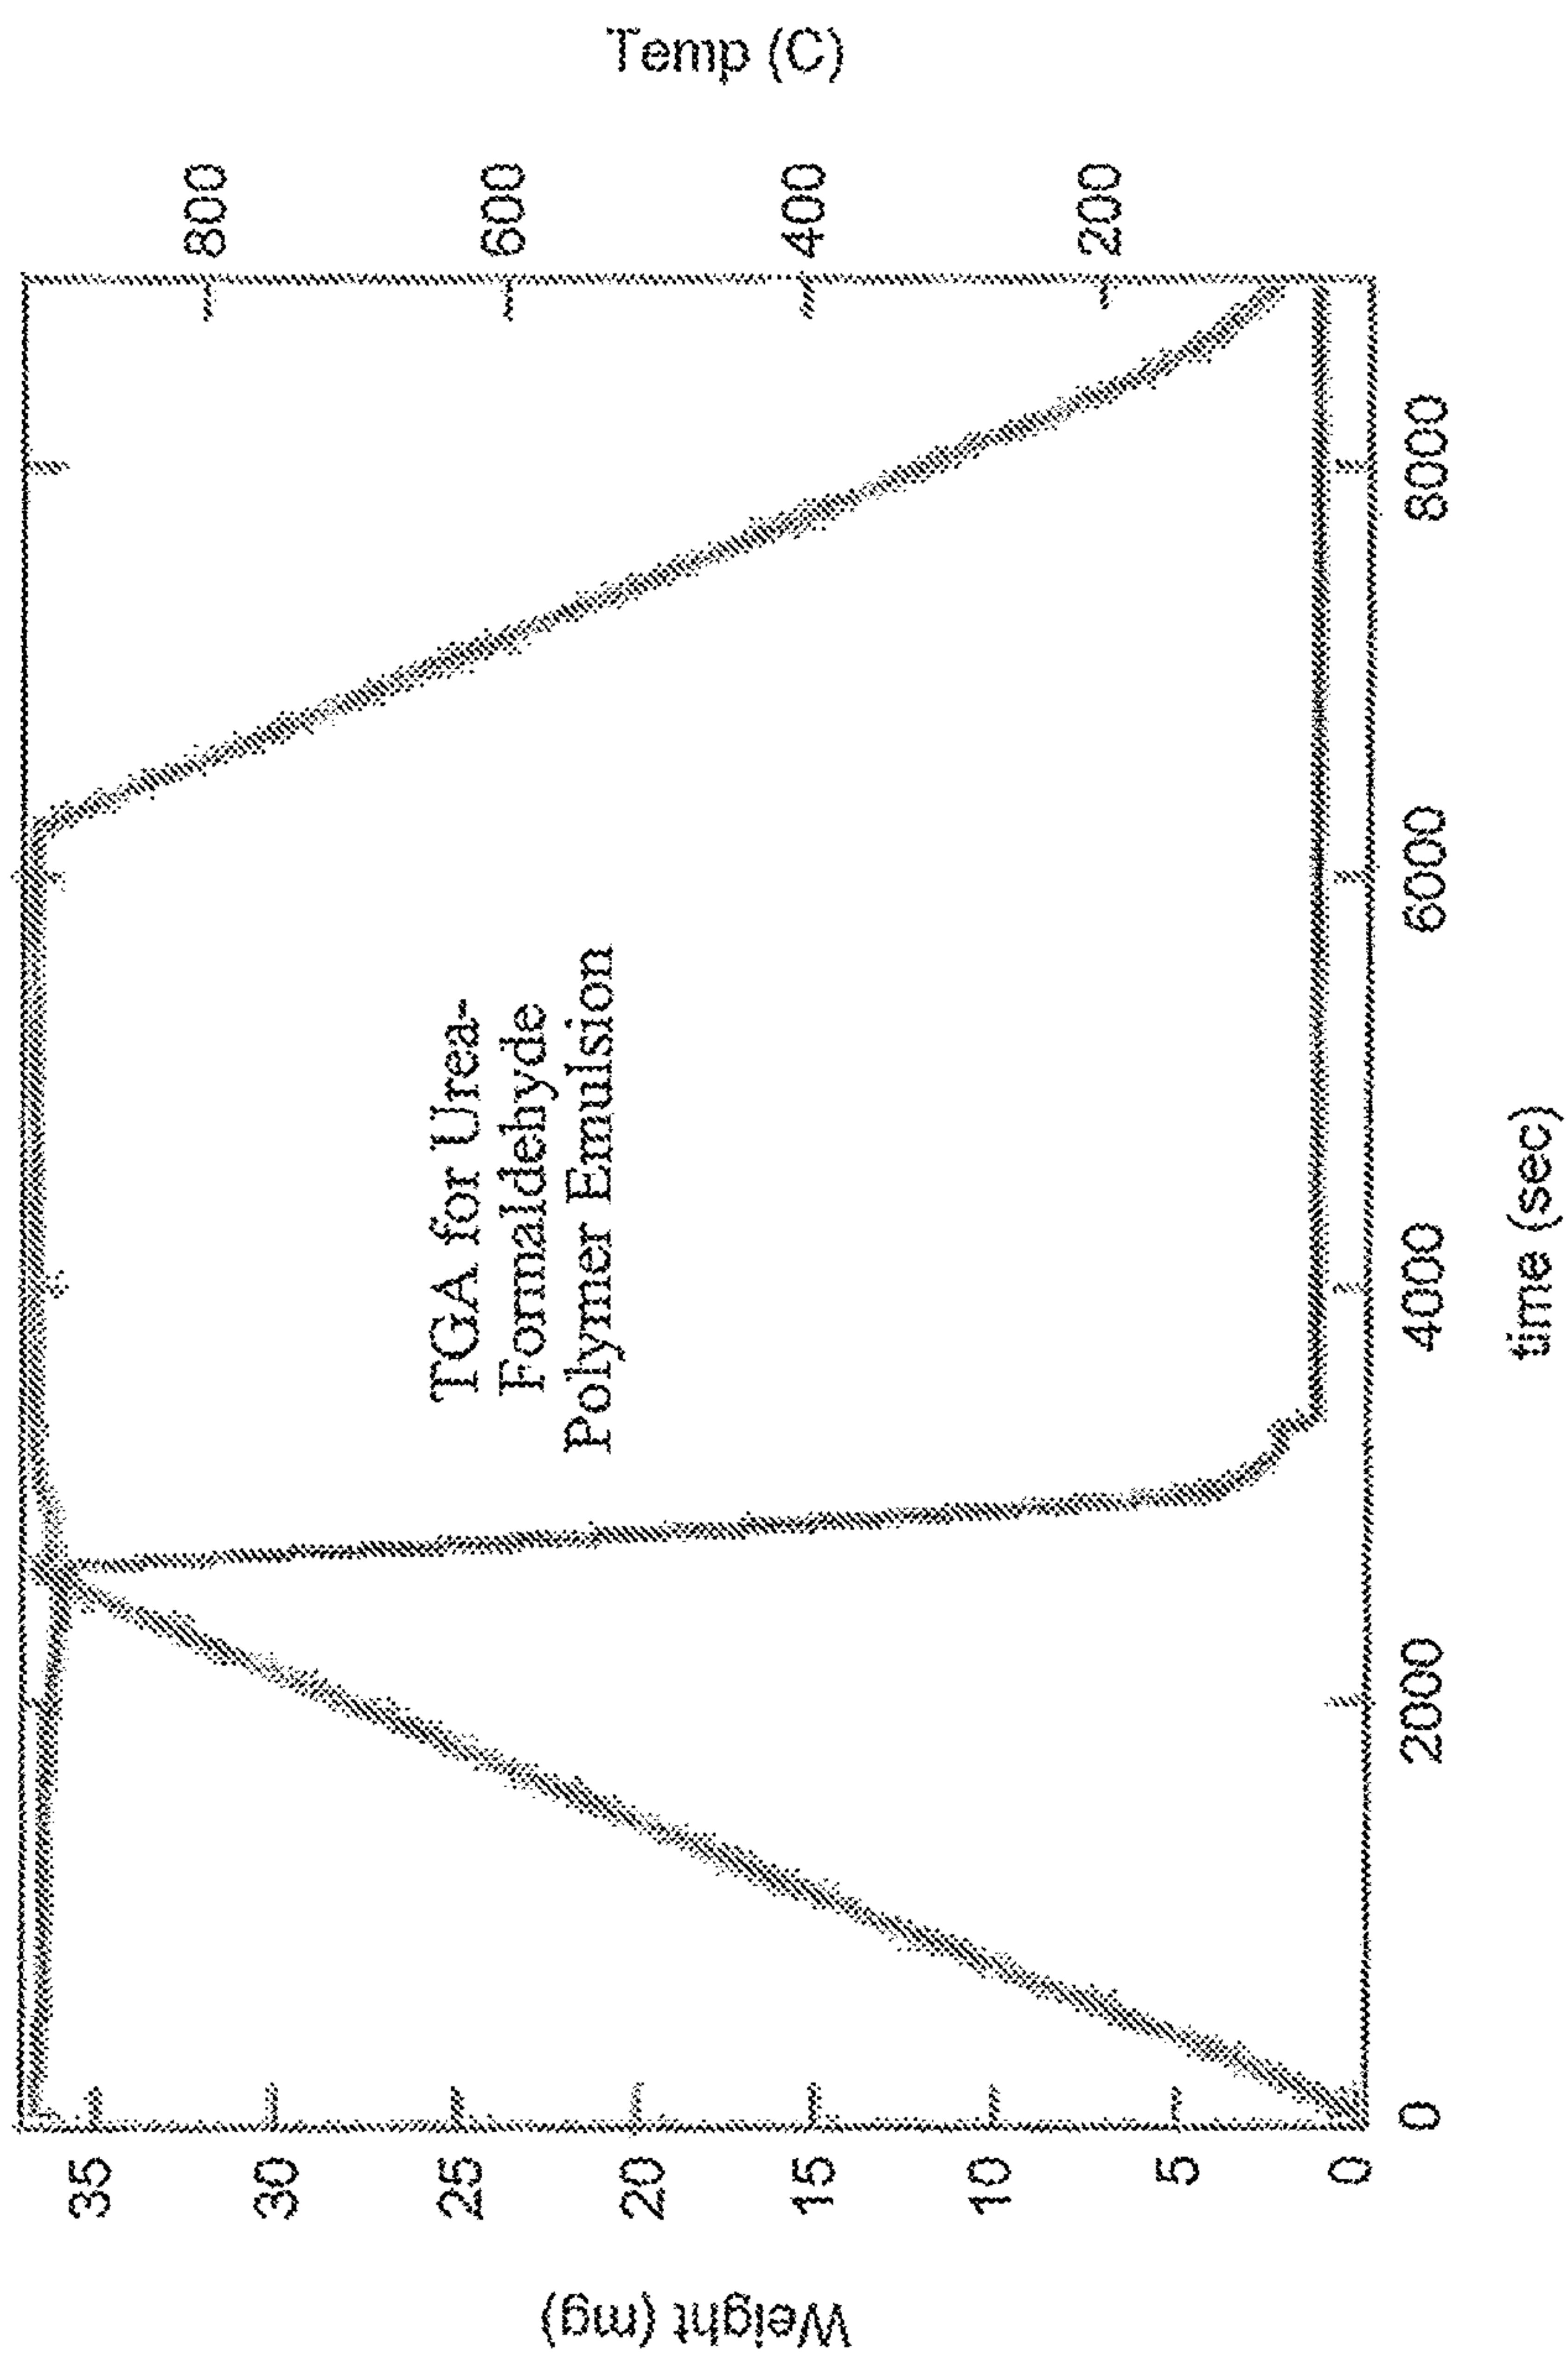 TGA for Urea-
Formaldehyde
Polymer Emulsion
Weight (mg)
35
30
25
20
15
10
5
0
Temp (C)
800
600
400
200
0
2000
4000
6000
8000
time (sec)